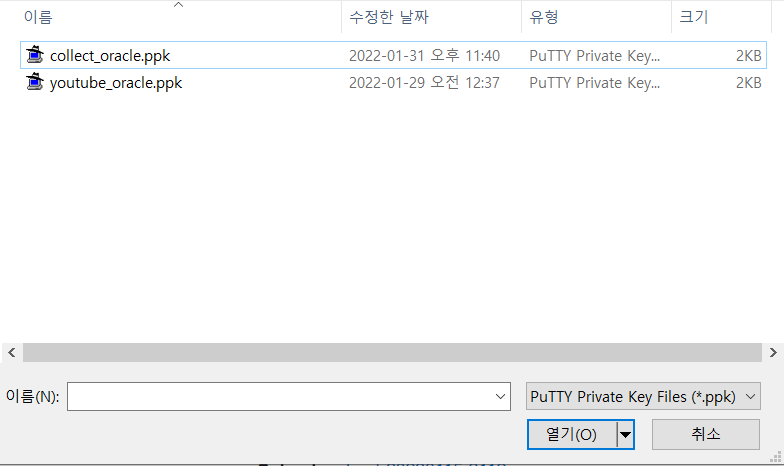 이름 수정한 날짜 유형 크기
collect_oracle.ppk 2022-01-31 오후 11:40 PuTTY Private Key... 2KB
youtube_oracle.ppk 2022-01-29 오전 12:37 PuTTY Private Key... 2KB
이름(N): PuTTY Private Key Files (*.ppk)
열기(O) 취소